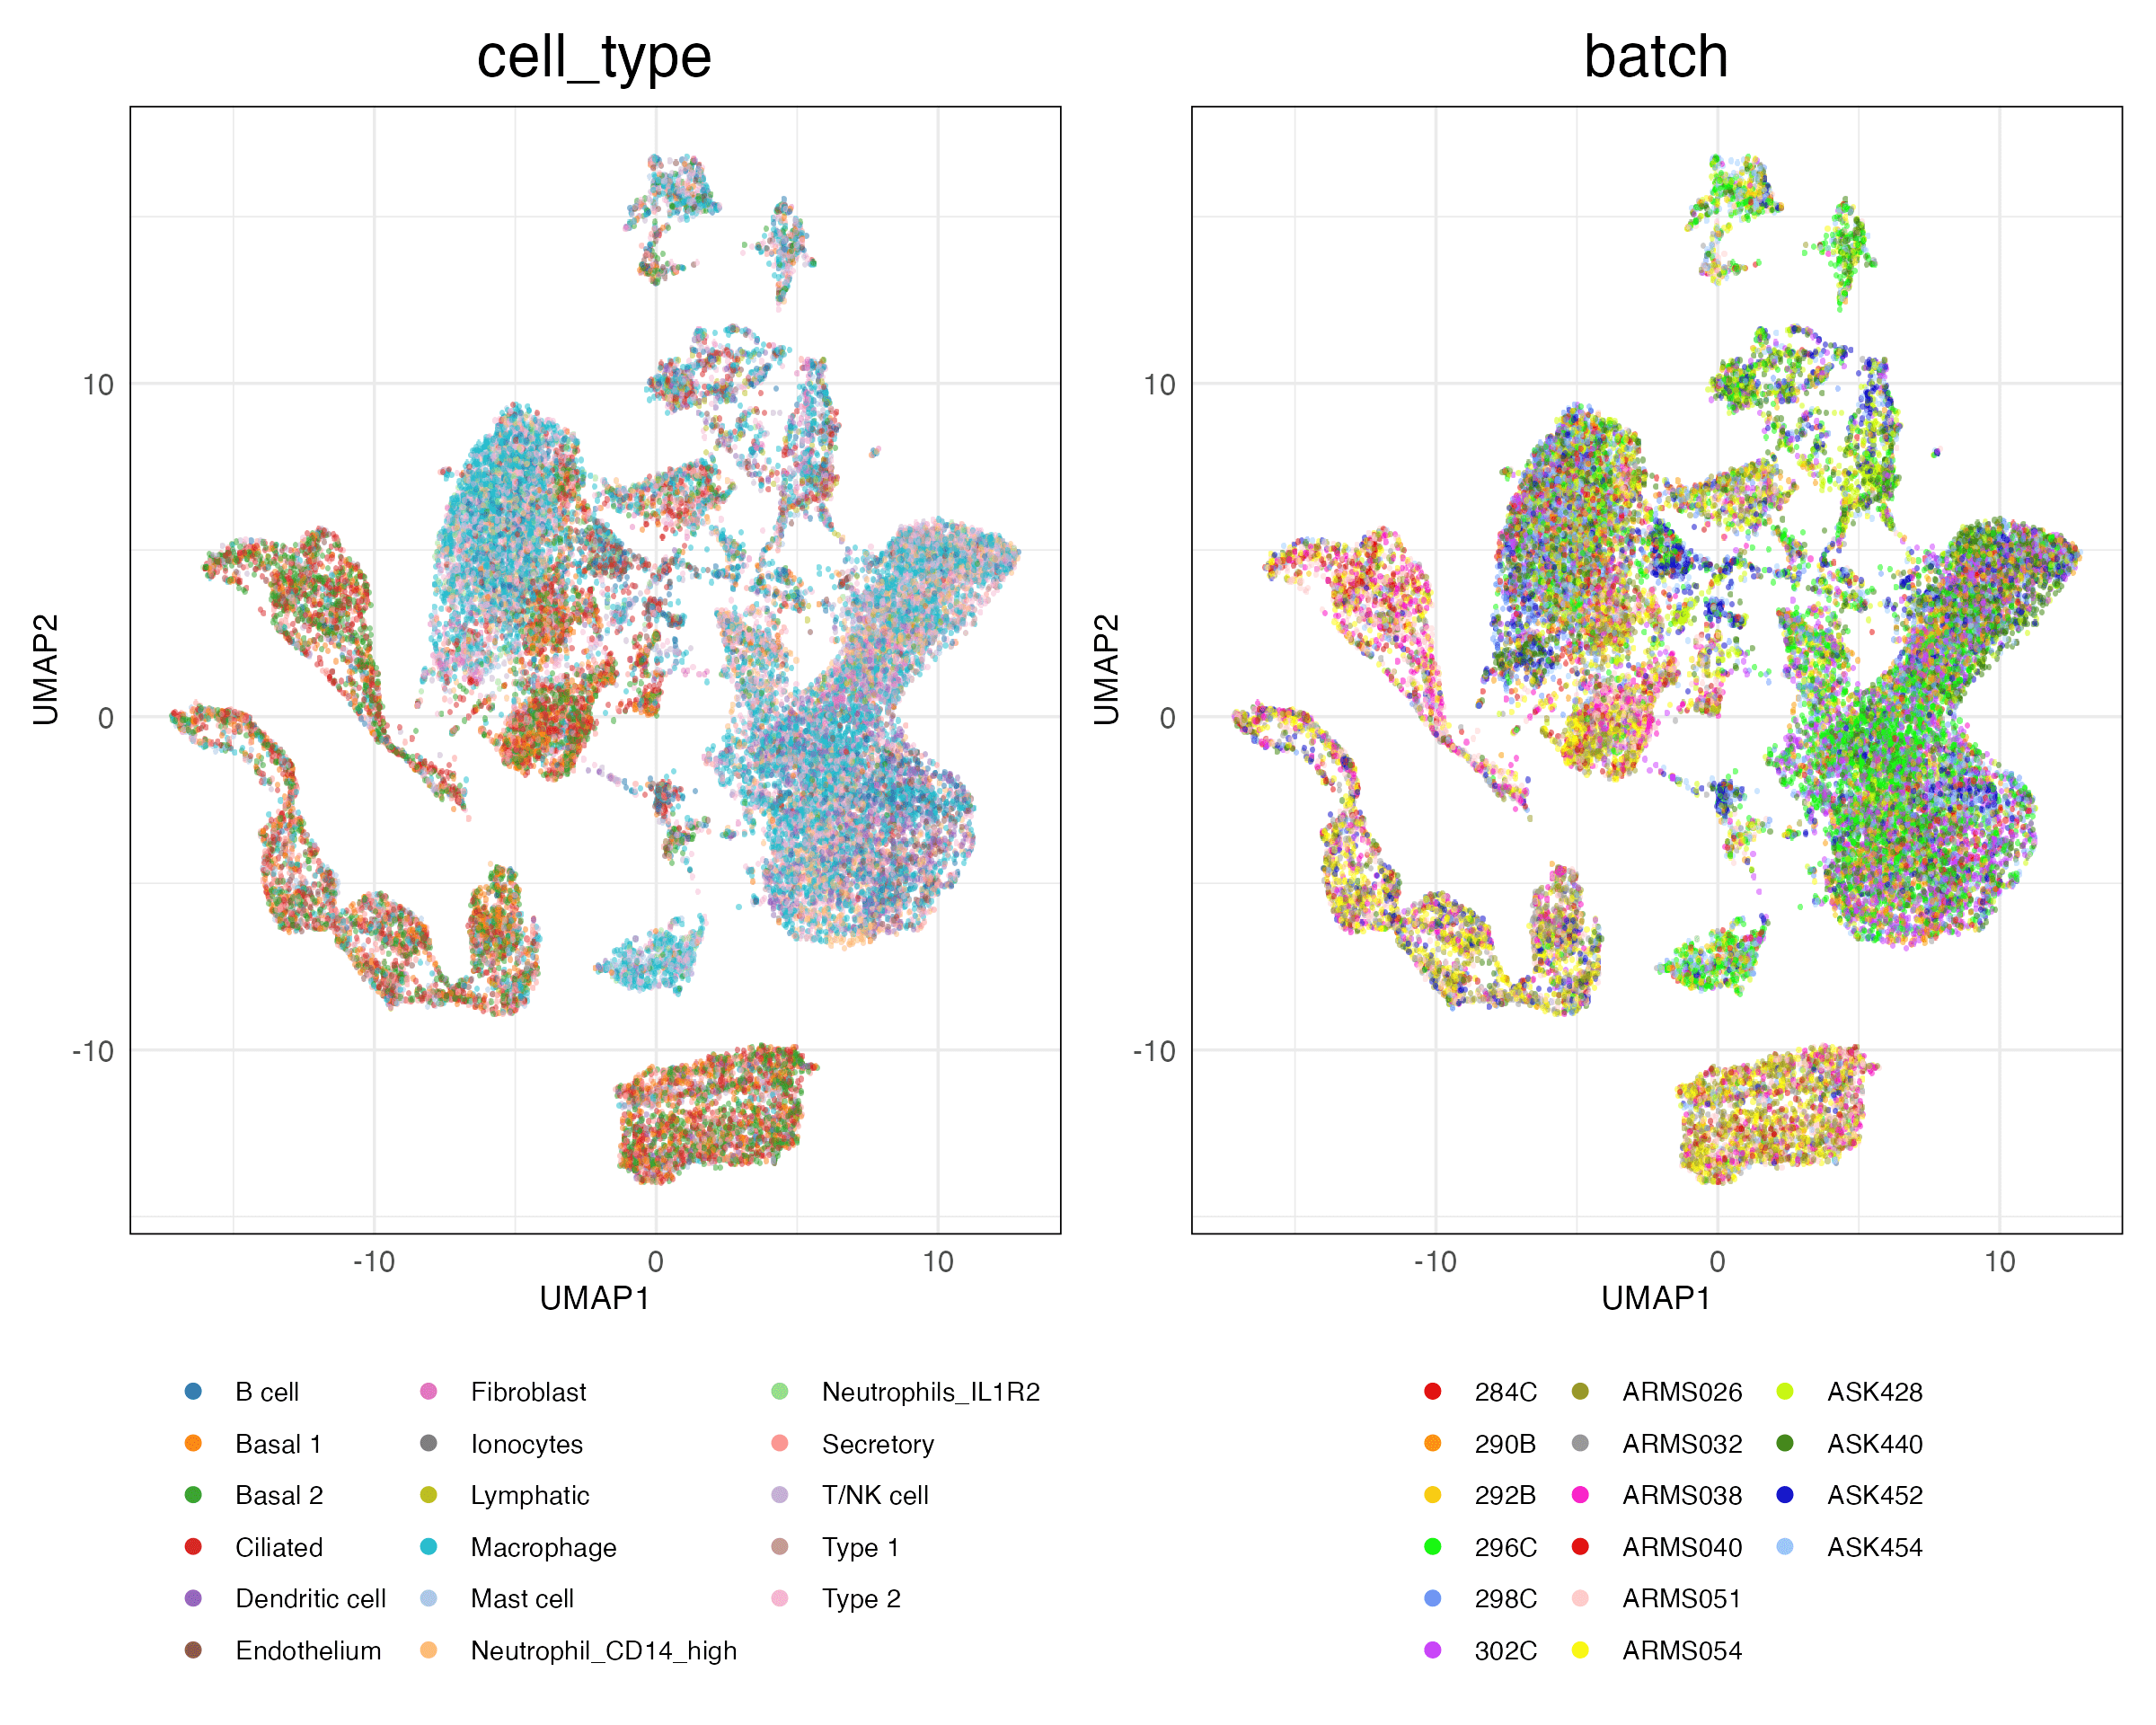 cell_type
batch
10
0
-10
UMAP2
-10
0
10
UMAP1
10
0
-10
UMAP2
-10
0
10
UMAP1
B cell
Basal 1
Basal 2
Ciliated
Dendritic cell
Endothelium
Fibroblast
Ionocytes
Lymphatic
Macrophage
Mast cell
Neutrophil_CD14_high
Neutrophils_IL1R2
Secretory
T/NK cell
Type 1
Type 2
284C
290B
292B
296C
298C
302C
ARMS026
ARMS032
ARMS038
ARMS040
ARMS051
ARMS054
ASK428
ASK440
ASK452
ASK454